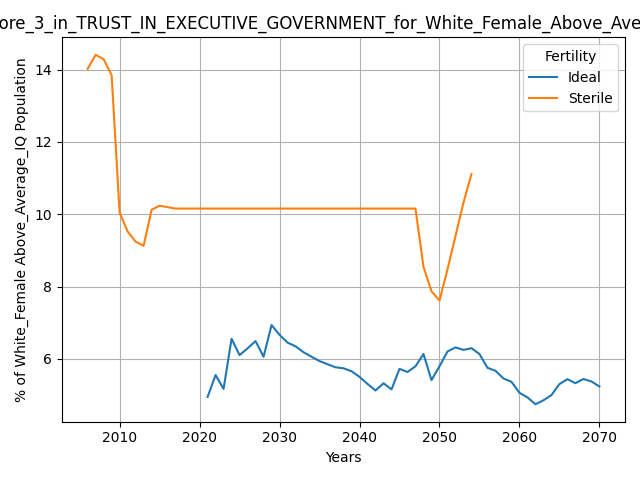 ore_3_in_TRUST_IN_EXECUTIVE_GOVERNMENT_for_White_Female_Above_Ave
% of White_Female Above_Average_IQ Population
14
12
10
8
6
Fertility
Ideal
Sterile
2010 2020 2030 2040 2050 2060 2070
Years